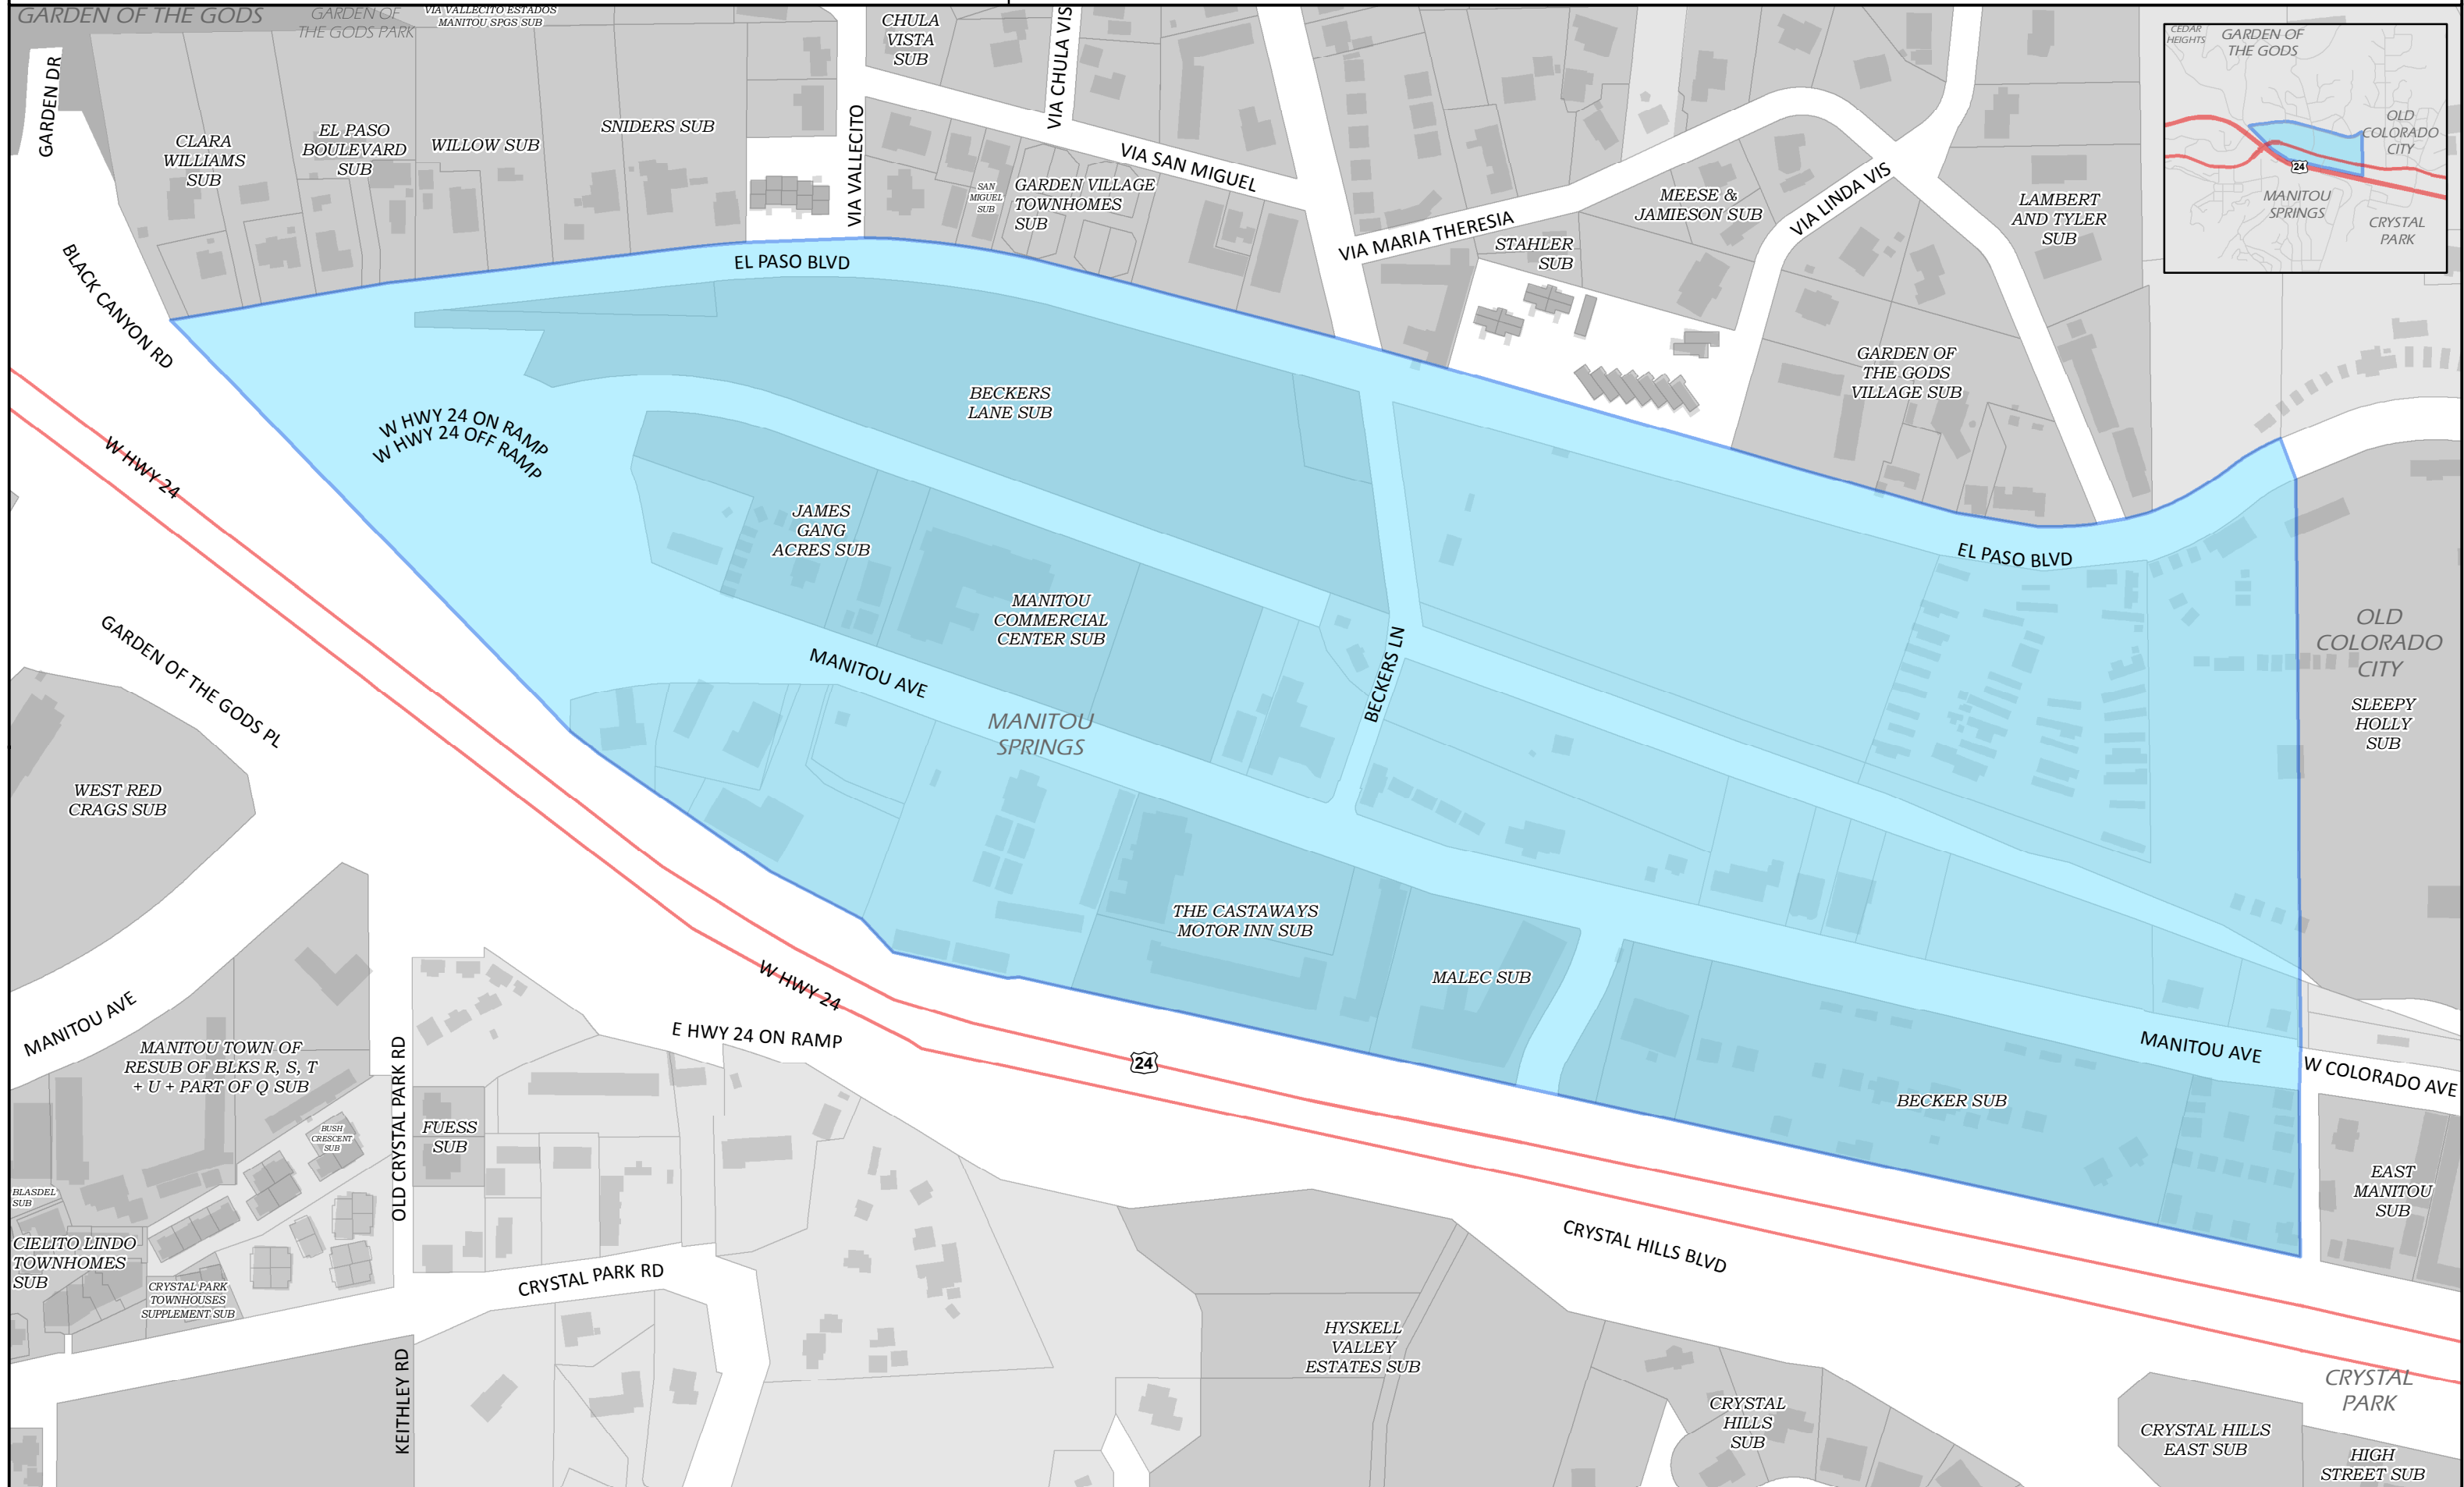 GARDEN OF THE GODS
GARDEN OF
THE GODS PARK
VIA VALLECITO ESTADOS
MANITOU SPGS SUB
CHULA
VISTA
SUB
VIA CHULA VIS
GARDEN DR
CLARA
WILLIAMS
SUB
EL PASO
BOULEVARD
SUB
WILLOW SUB
SNIDERS SUB
VIA VALLECITO
SAN
MIGUEL
SUB
GARDEN VILLAGE
TOWNHOMES
SUB
VIA SAN MIGUEL
VIA MARIA THERESIA
STAHLER
SUB
MEESE &
JAMIESON SUB
VIA LINDA VIS
LAMBERT
AND TYLER
SUB
CEDAR
HEIGHTS
GARDEN OF
THE GODS
OLD
COLORADO
CITY
24
MANITOU
SPRINGS
CRYSTAL
PARK
BLACK CANYON RD
EL PASO BLVD
GARDEN OF
THE GODS
VILLAGE SUB
BECKERS
LANE SUB
W HWY 24 ON RAMP
W HWY 24 OFF RAMP
W HWY 24
JAMES
GANG
ACRES SUB
EL PASO BLVD
MANITOU
COMMERCIAL
CENTER SUB
BECKERS LN
OLD
COLORADO
CITY
SLEEPY
HOLLY
SUB
GARDEN OF THE GODS PL
MANITOU AVE
MANITOU
SPRINGS
WEST RED
CRAGS SUB
THE CASTAWAYS
MOTOR INN SUB
MALEC SUB
W HWY 24
E HWY 24 ON RAMP
24
MANITOU AVE
MANITOU AVE
W COLORADO AVE
MANITOU TOWN OF
RESUB OF BLKS R, S, T
+ U + PART OF Q SUB
OLD CRYSTAL PARK RD
BUSH
CRESCENT
SUB
FUESS
SUB
BECKER SUB
EAST
MANITOU
SUB
BLASDEL
SUB
CIELITO LINDO
TOWNHOMES
SUB
CRYSTAL PARK
TOWNHOUSES
SUPPLEMENT SUB
CRYSTAL PARK RD
CRYSTAL HILLS BLVD
KEITHLEY RD
HYSKELL
VALLEY
ESTATES SUB
CRYSTAL
PARK
CRYSTAL
HILLS
SUB
CRYSTAL HILLS
EAST SUB
HIGH
STREET SUB